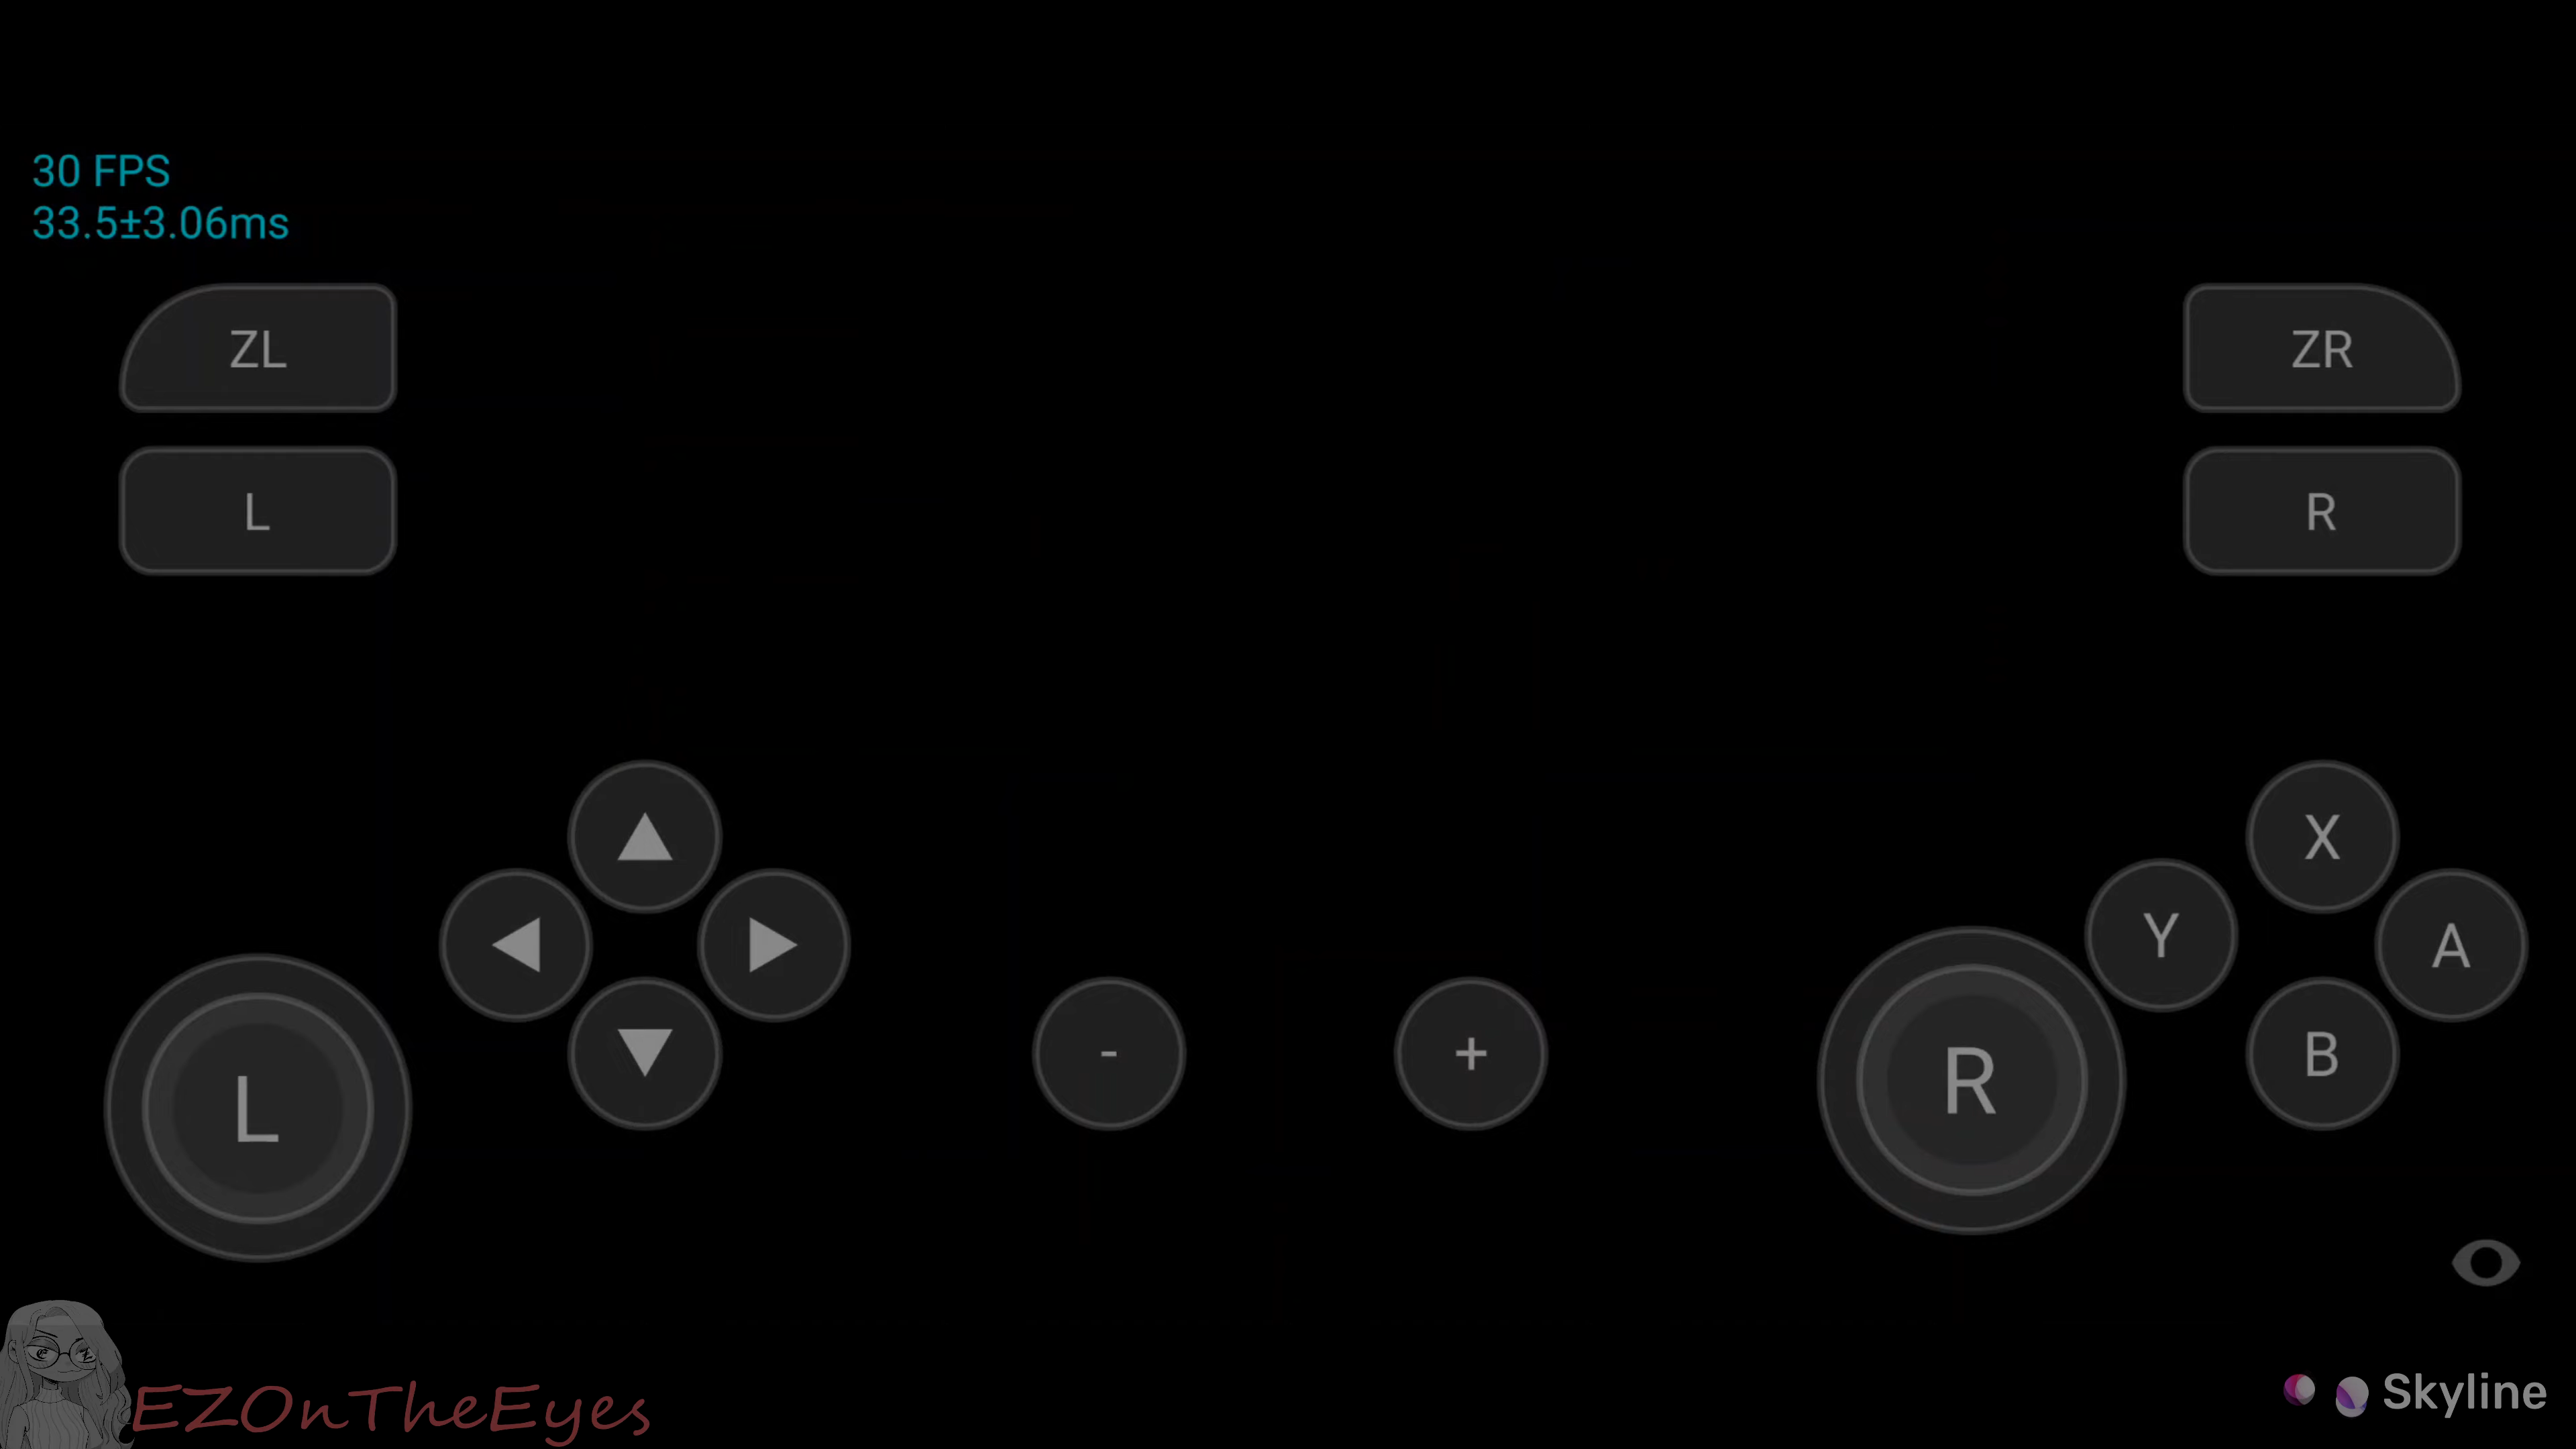 30 FPS
33.5±3.06ms
ZL
ZR
L
R
X
Y
A
L
-
+
R
B
EZOnTheEyes
Skyline